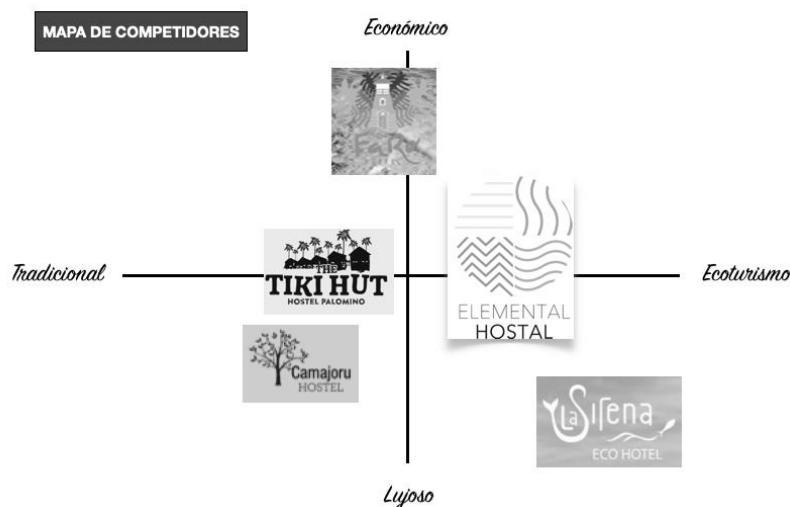 MAPA DE COMPETIDORES
Económico
FaRu
Tradicional
THE
TIKI HUT
HOSTEL PALOMINO
ELEMENTAL
HOSTAL
Ecoturismo
Camajoru
HOSTEL
La Sirena
ECO HOTEL
Lujoso